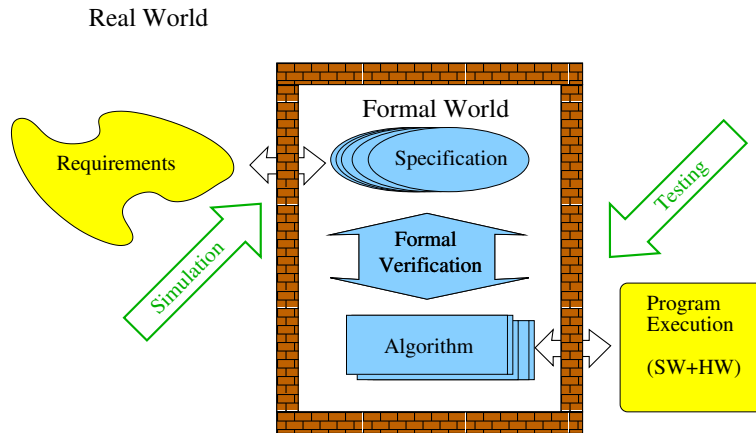 Real World
Formal World
Requirements
Specification
Testing
Simulation
Formal
Verification
Program
Execution
Algorithm
(SW+HW)